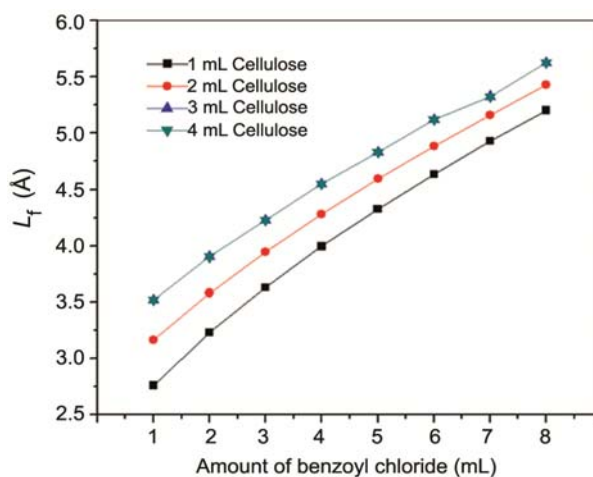 6.0
1 mL Cellulose
2 mL Cellulose
3 mL Cellulose
4 mL Cellulose
5.5
5.0
4.5
4.0
3.5
3.0
2.5
Lf (Å)
1 2 3 4 5 6 7 8
Amount of benzoyl chloride (mL)